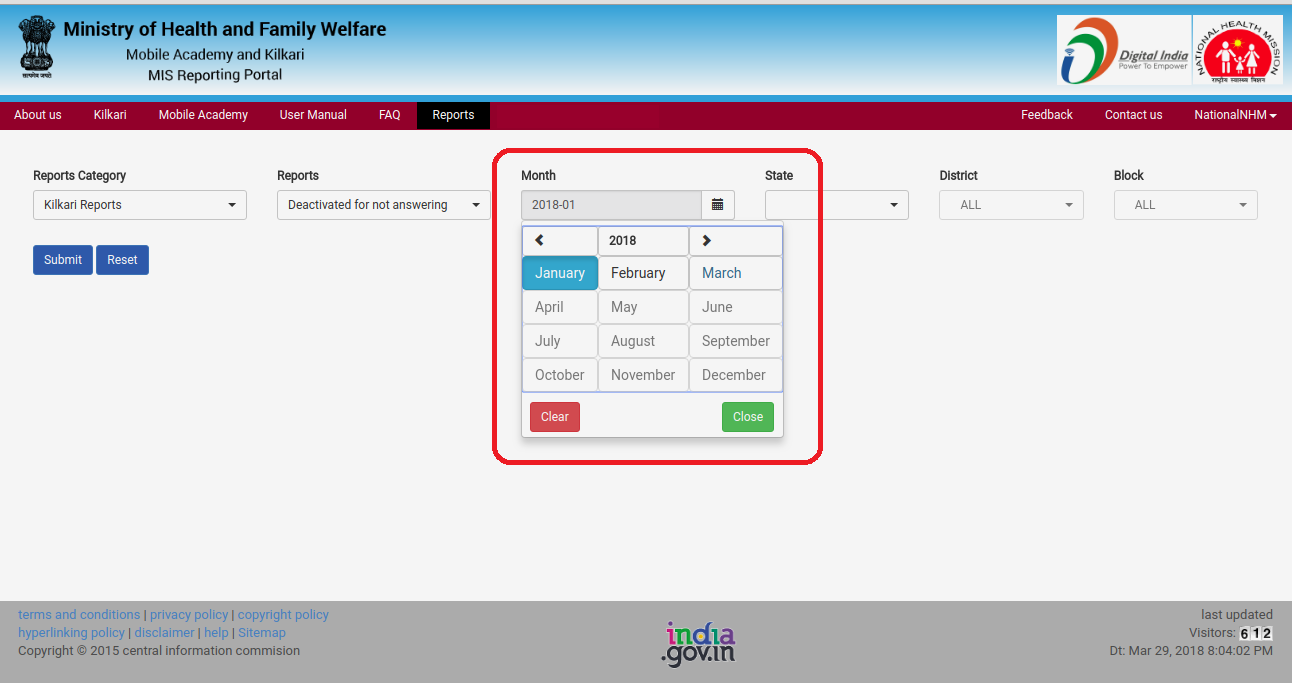 Ministry of Health and Family Welfare
Mobile Academy and Kilkari
MIS Reporting Portal
सत्यमेव जयते
Digital India
Power To Empower
NATIONAL HEALTH MISSION
राष्ट्रीय स्वास्थ्य मिशन
About us Kilkari Mobile Academy User Manual FAQ Reports Feedback Contact us NationalNHM
Reports Category Reports Month State District Block
Kilkari Reports Deactivated for not answering 2018-01 ALL ALL
Submit Reset
2018
January February March
April May June
July August September
October November December
Clear Close
terms and conditions | privacy policy | copyright policy
hyperlinking policy | disclaimer | help | Sitemap
Copyright © 2015 central information commision
india
.gov.in
last updated
Visitors: 612
Dt: Mar 29, 2018 8:04:02 PM